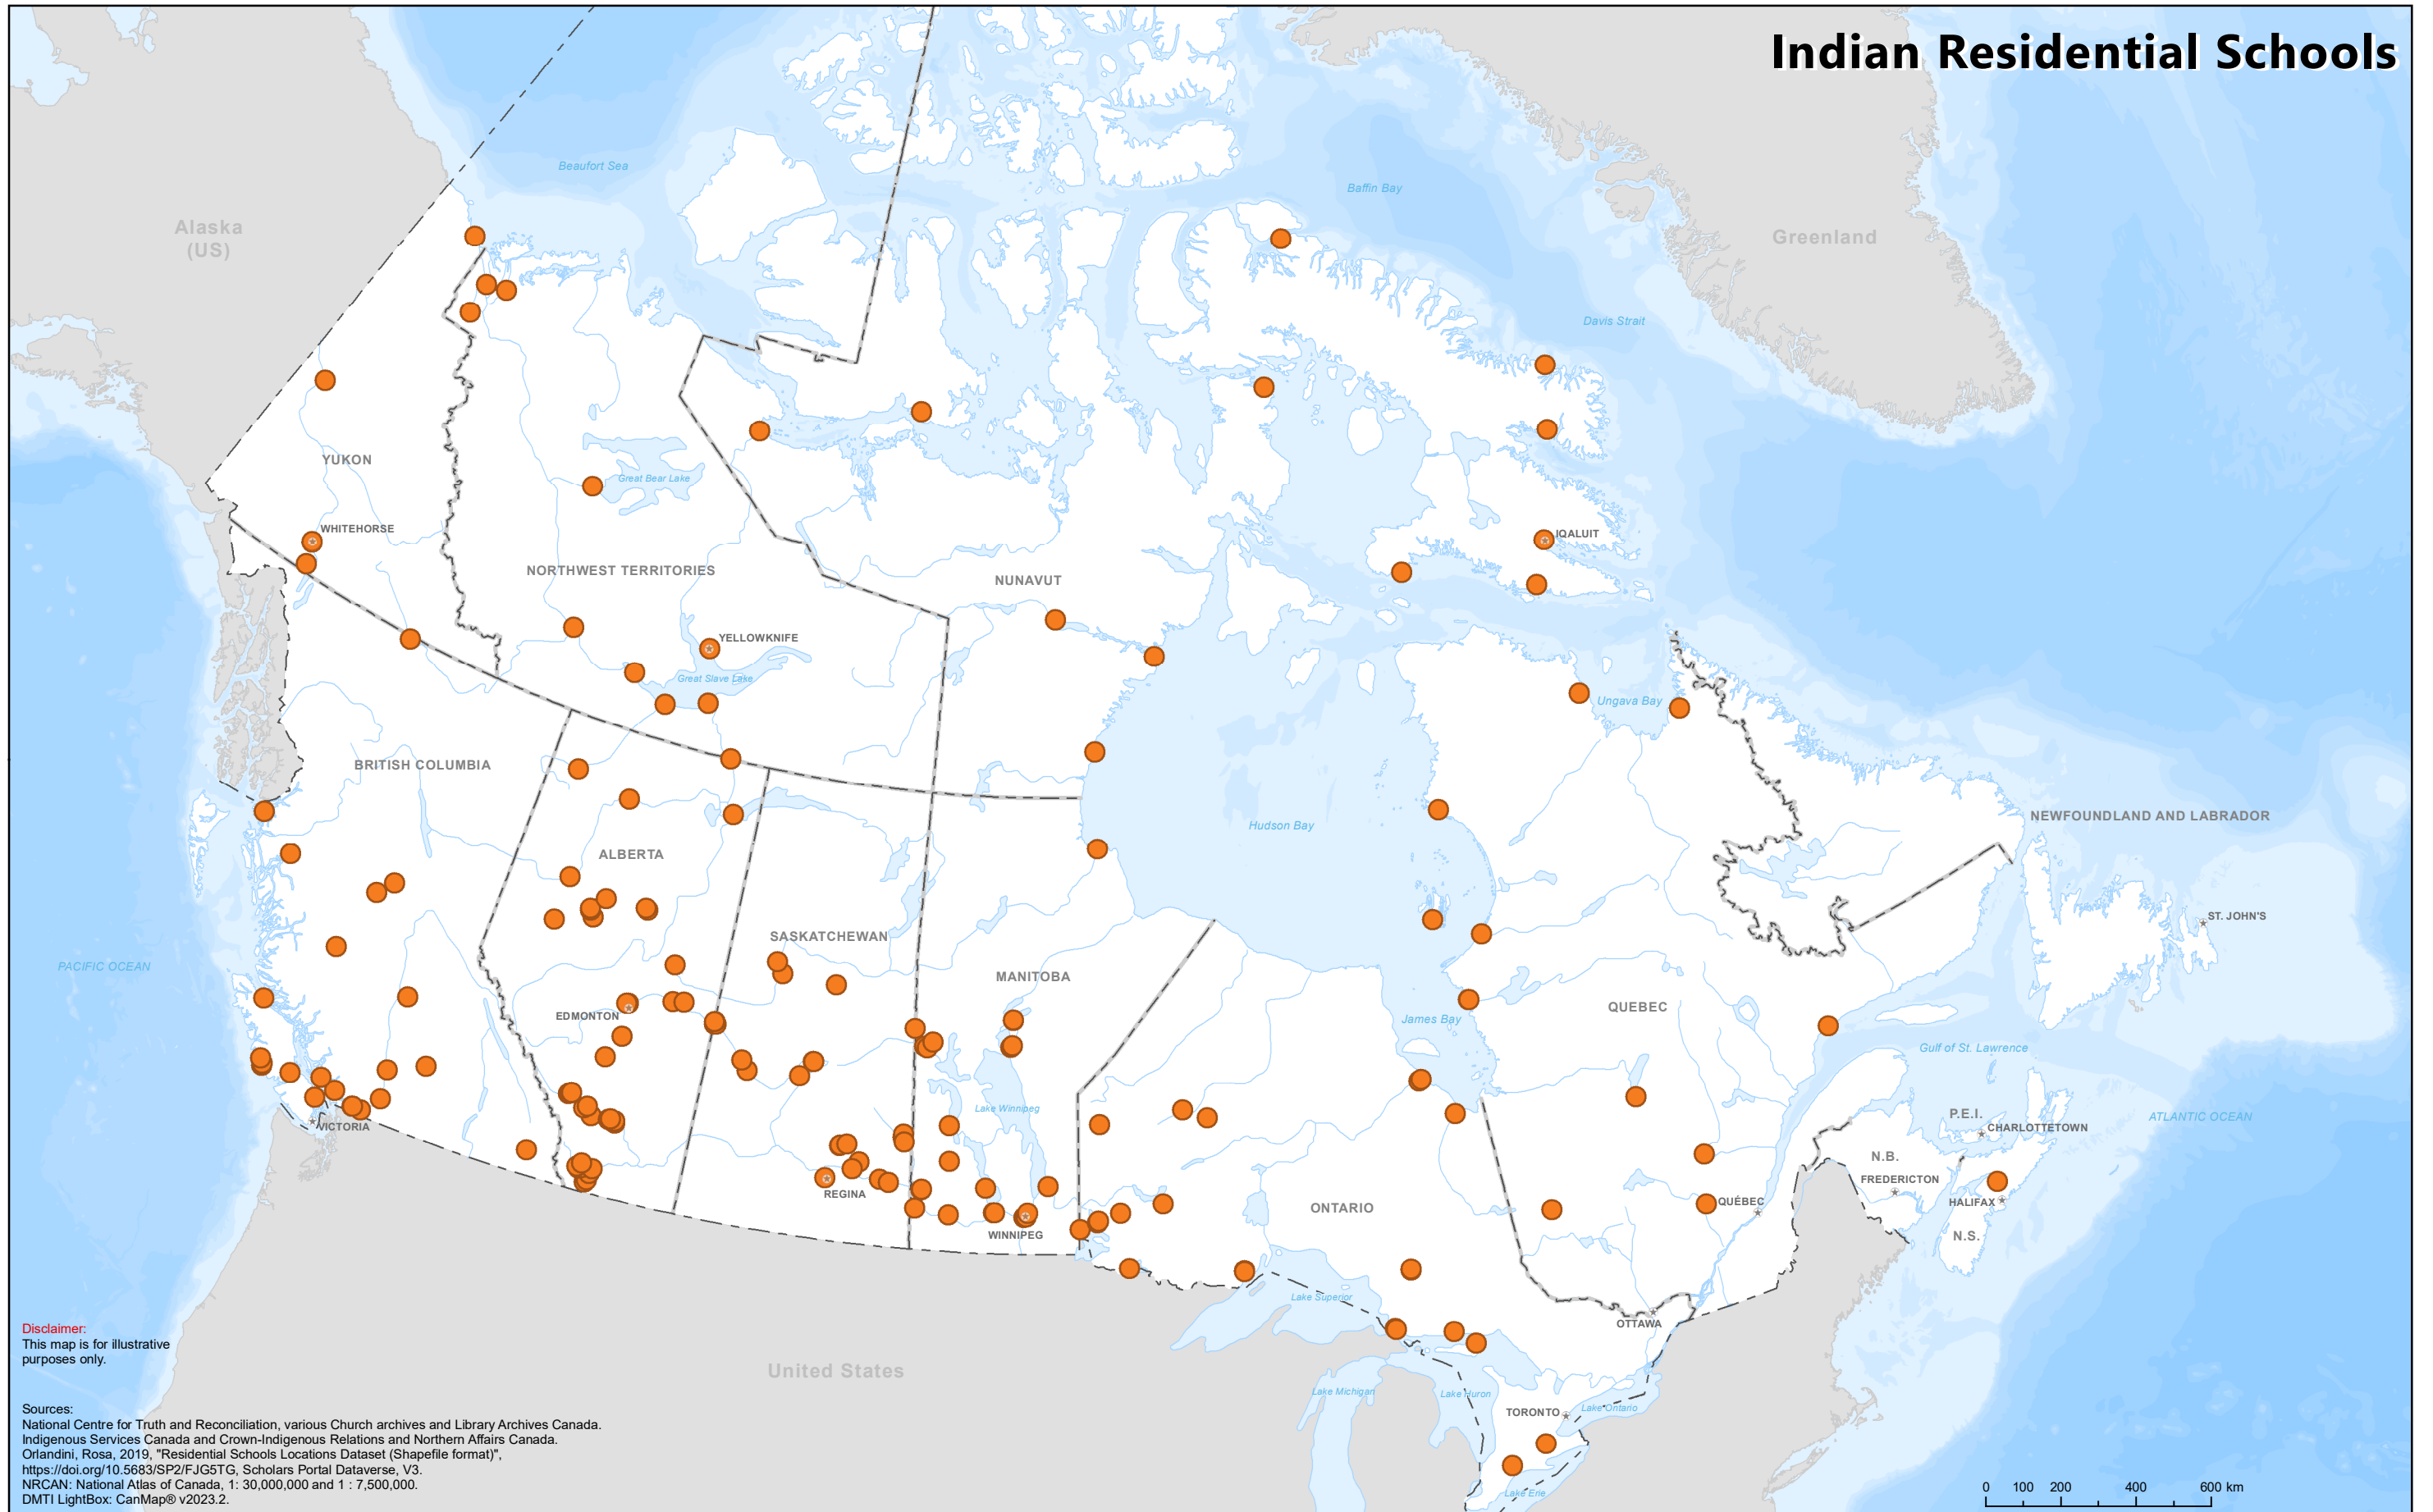 Indian Residential Schools
Beaufort Sea
Baffin Bay
Alaska
(US)
Greenland
Davis Strait
YUKON
Great Bear Lake
WHITEHORSE
IQALUIT
NORTHWEST TERRITORIES
NUNAVUT
YELLOWKNIFE
Great Slave Lake
Ungava Bay
BRITISH COLUMBIA
NEWFOUNDLAND AND LABRADOR
Hudson Bay
ALBERTA
ST. JOHN'S
SASKATCHEWAN
PACIFIC OCEAN
MANITOBA
QUEBEC
EDMONTON
James Bay
Gulf of St. Lawrence
Lake Winnipeg
P.E.I.
ATLANTIC OCEAN
VICTORIA
CHARLOTTETOWN
N.B.
FREDERICTON
REGINA
QUÉBEC
HALIFAX
ONTARIO
WINNIPEG
N.S.
Lake Superior
OTTAWA
Disclaimer:
This map is for illustrative
purposes only.
United States
Lake Michigan
Lake Huron
Lake Ontario
TORONTO
Sources:
National Centre for Truth and Reconciliation, various Church archives and Library Archives Canada.
Indigenous Services Canada and Crown-Indigenous Relations and Northern Affairs Canada.
Orlandini, Rosa, 2019, "Residential Schools Locations Dataset (Shapefile format)",
https://doi.org/10.5683/SP2/FJG5TG, Scholars Portal Dataverse, V3.
NRCAN: National Atlas of Canada, 1: 30,000,000 and 1 : 7,500,000.
DMTI LightBox: CanMap® v2023.2.
Lake Erie
0 100 200 400 600 km